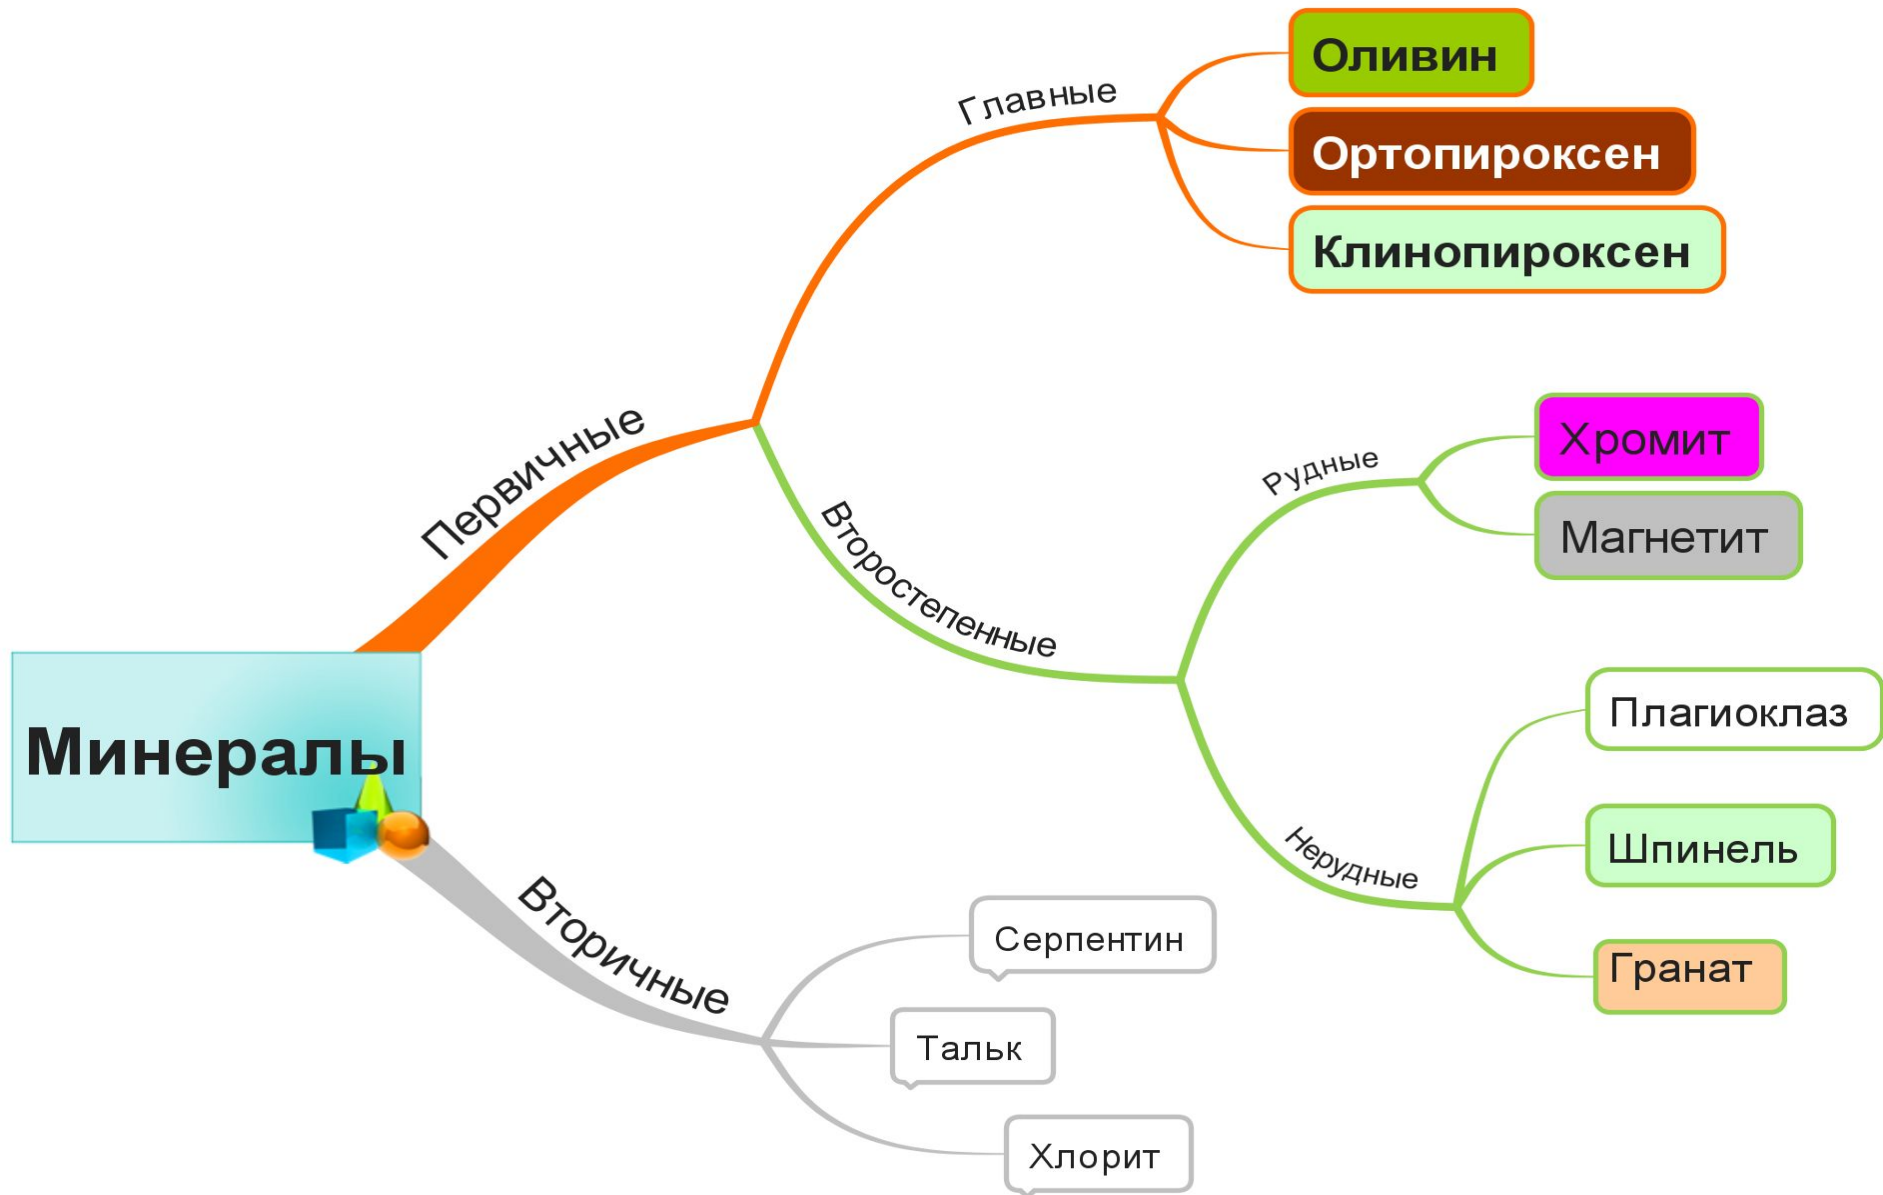 Минералы
Первичные
Главные
Оливин
Ортопироксен
Клинопироксен
Второстепенные
Рудные
Хромит
Магнетит
Нерудные
Плагиоклаз
Шпинель
Гранат
Вторичные
Серпентин
Тальк
Хлорит